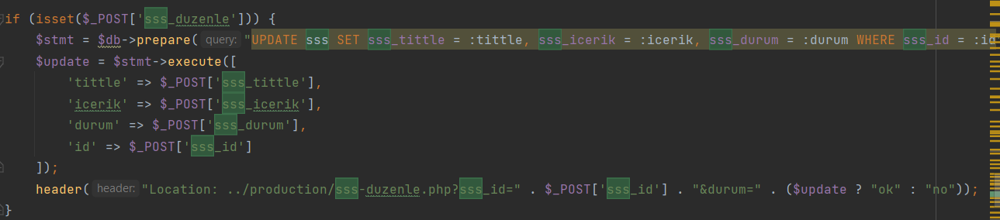 if (isset($_POST['sss_duzenle'])) {
$stmt = $db->prepare( query: "UPDATE sss SET sss_tittle = :tittle, sss_icerik = :icerik, sss_durum = :durum WHERE sss_id = :id
$update = $stmt->execute([
'tittle' => $_POST['sss_tittle'],
'icerik' => $_POST['sss_icerik'],
'durum' => $_POST['sss_durum'],
'id' => $_POST['sss_id']
]);
header( header: "Location: ../production/sss-duzenle.php?sss_id=" . $_POST['sss_id'] . "&durum=" . ($update ? "ok" : "no"));
}